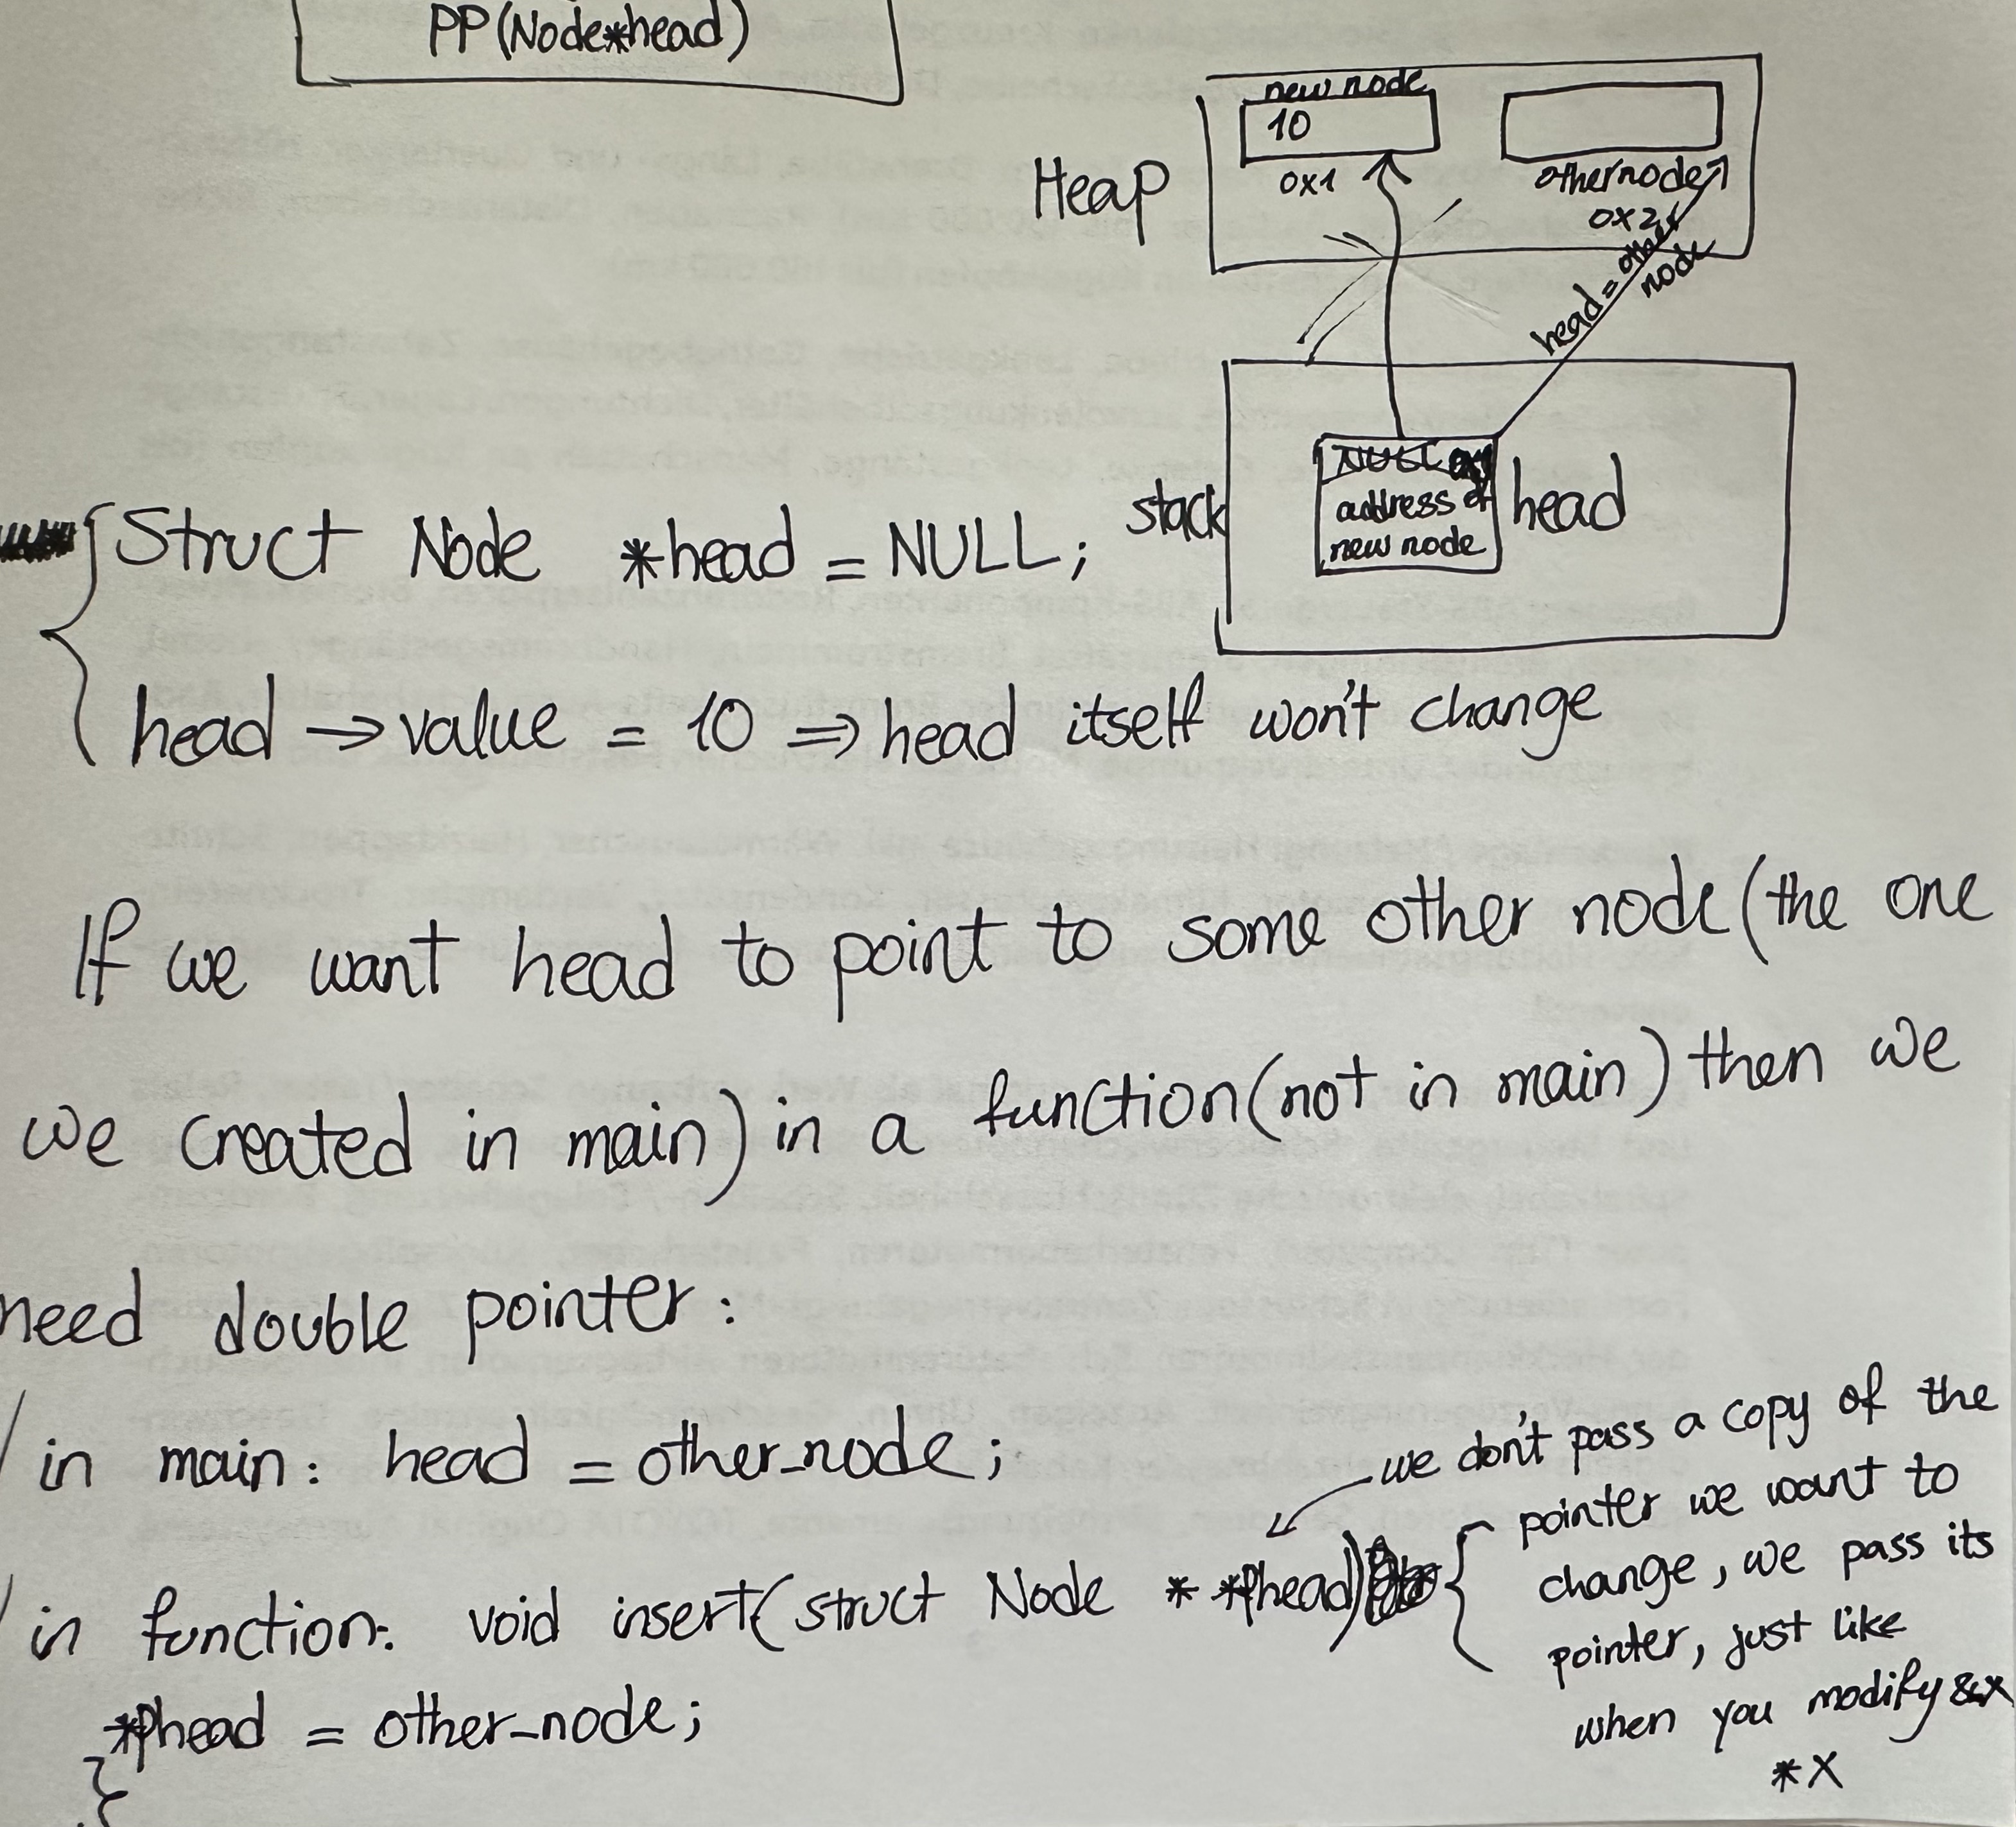 PP(Node*head)
new node
10
0x1
othernode
0x2
Heap
head = other
node
stack
NULL
address of
new node
head
Struct Node *head = NULL;
head → value = 10 ⇒ head itself won't change
If we want head to point to some other node (the one
we created in main) in a function (not in main) then we
need double pointer:
in main: head = other_node;
we don't pass a copy of the
pointer we want to
change, we pass its
pointer, just like
when you modify &x
*x
in function: void insert(struct Node * *phead) {
*phead = other_node;
}